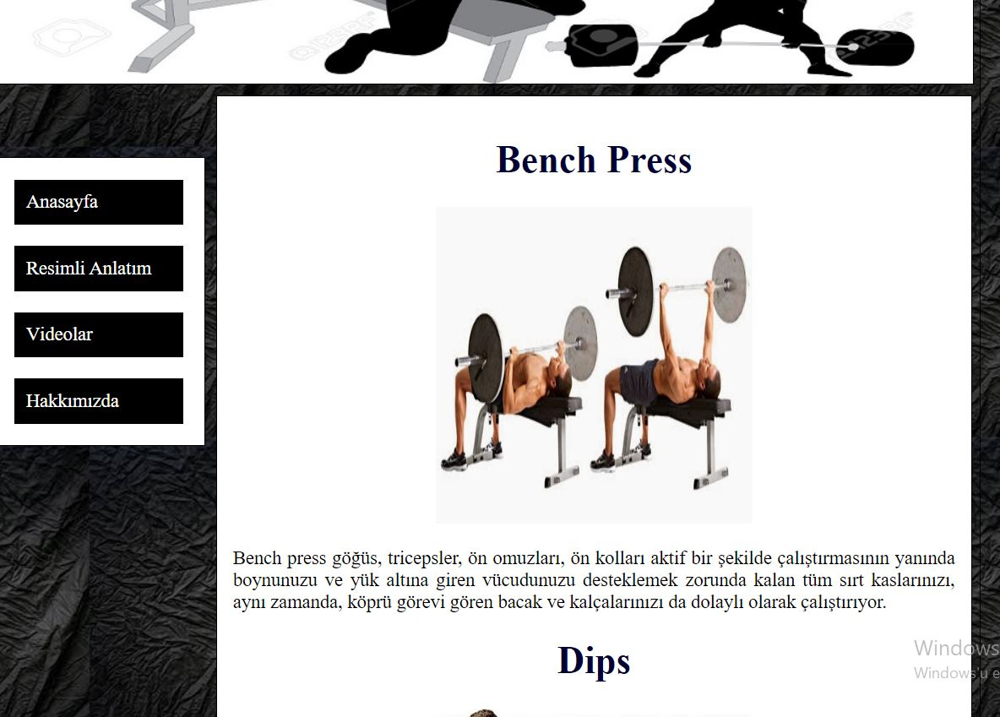 123RF
Anasayfa
Resimli Anlatım
Videolar
Hakkımızda
Bench Press
Bench press göğüs, tricepsler, ön omuzları, ön kolları aktif bir şekilde çalıştırmasının yanında
boynunuzu ve yük altına giren vücudunuzu desteklemek zorunda kalan tüm sırt kaslarınızı,
aynı zamanda, köprü görevi gören bacak ve kalçalarınızı da dolaylı olarak çalıştırıyor.
Dips
Windows
Windows'u e